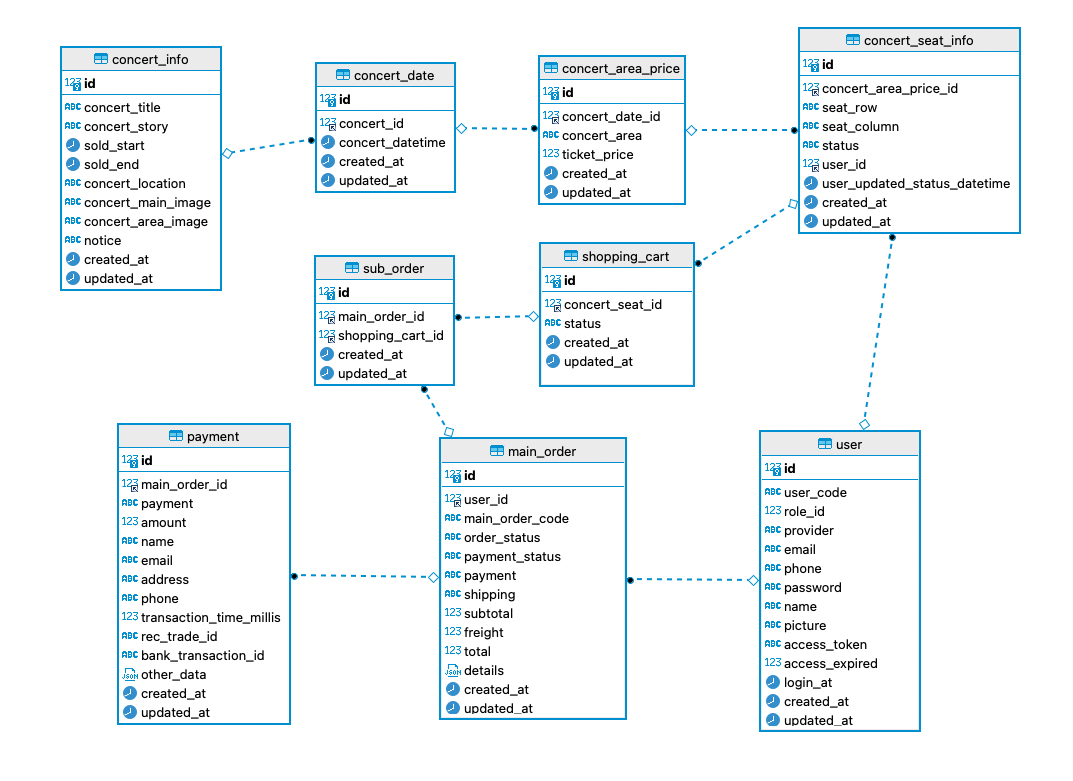 concert_info
id
concert_title
concert_story
sold_start
sold_end
concert_location
concert_main_image
concert_area_image
notice
created_at
updated_at
concert_date
id
concert_id
concert_datetime
created_at
updated_at
concert_area_price
id
concert_date_id
concert_area
ticket_price
created_at
updated_at
concert_seat_info
id
concert_area_price_id
seat_row
seat_column
status
user_id
user_updated_status_datetime
created_at
updated_at
sub_order
id
main_order_id
shopping_cart_id
created_at
updated_at
shopping_cart
id
concert_seat_id
status
created_at
updated_at
payment
id
main_order_id
payment
amount
name
email
address
phone
transaction_time_millis
rec_trade_id
bank_transaction_id
other_data
created_at
updated_at
main_order
id
user_id
main_order_code
order_status
payment_status
payment
shipping
subtotal
freight
total
details
created_at
updated_at
user
id
user_code
role_id
provider
email
phone
password
name
picture
access_token
access_expired
login_at
created_at
updated_at